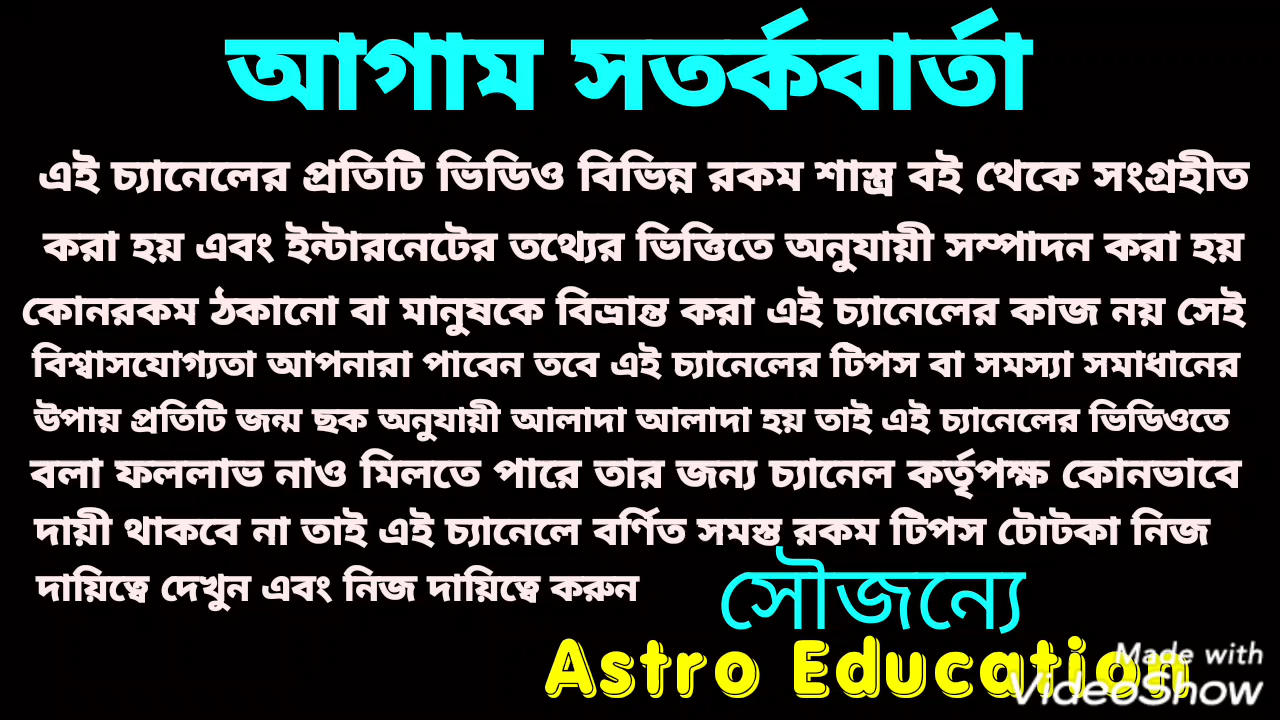 আগাম সতর্কবার্তা
এই চ্যানেলের প্রতিটি ভিডিও বিভিন্ন রকম শাস্ত্র বই থেকে সংগ্রহীত
করা হয় এবং ইন্টারনেটের তথ্যের ভিত্তিতে অনুযায়ী সম্পাদন করা হয়
কোনরকম ঠকানো বা মানুষকে বিভ্রান্ত করা এই চ্যানেলের কাজ নয় সেই
বিশ্বাসযোগ্যতা আপনারা পাবেন তবে এই চ্যানেলের টিপস বা সমস্যা সমাধানের
উপায় প্রতিটি জন্ম ছক অনুযায়ী আলাদা আলাদা হয় তাই এই চ্যানেলের ভিডিওতে
বলা ফললাভ নাও মিলতে পারে তার জন্য চ্যানেল কর্তৃপক্ষ কোনভাবে
দায়ী থাকবে না তাই এই চ্যানেলে বর্ণিত সমস্ত রকম টিপস টোটকা নিজ
দায়িত্বে দেখুন এবং নিজ দায়িত্বে করুন
সৌজন্যে
Astro Education
Made with
VideoShow